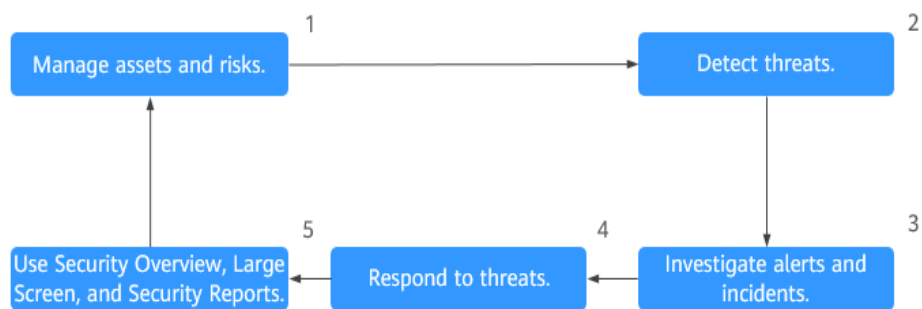 1
Manage assets and risks.
2
Detect threats.
3
Investigate alerts and
incidents.
4
Respond to threats.
5
Use Security Overview, Large
Screen, and Security Reports.